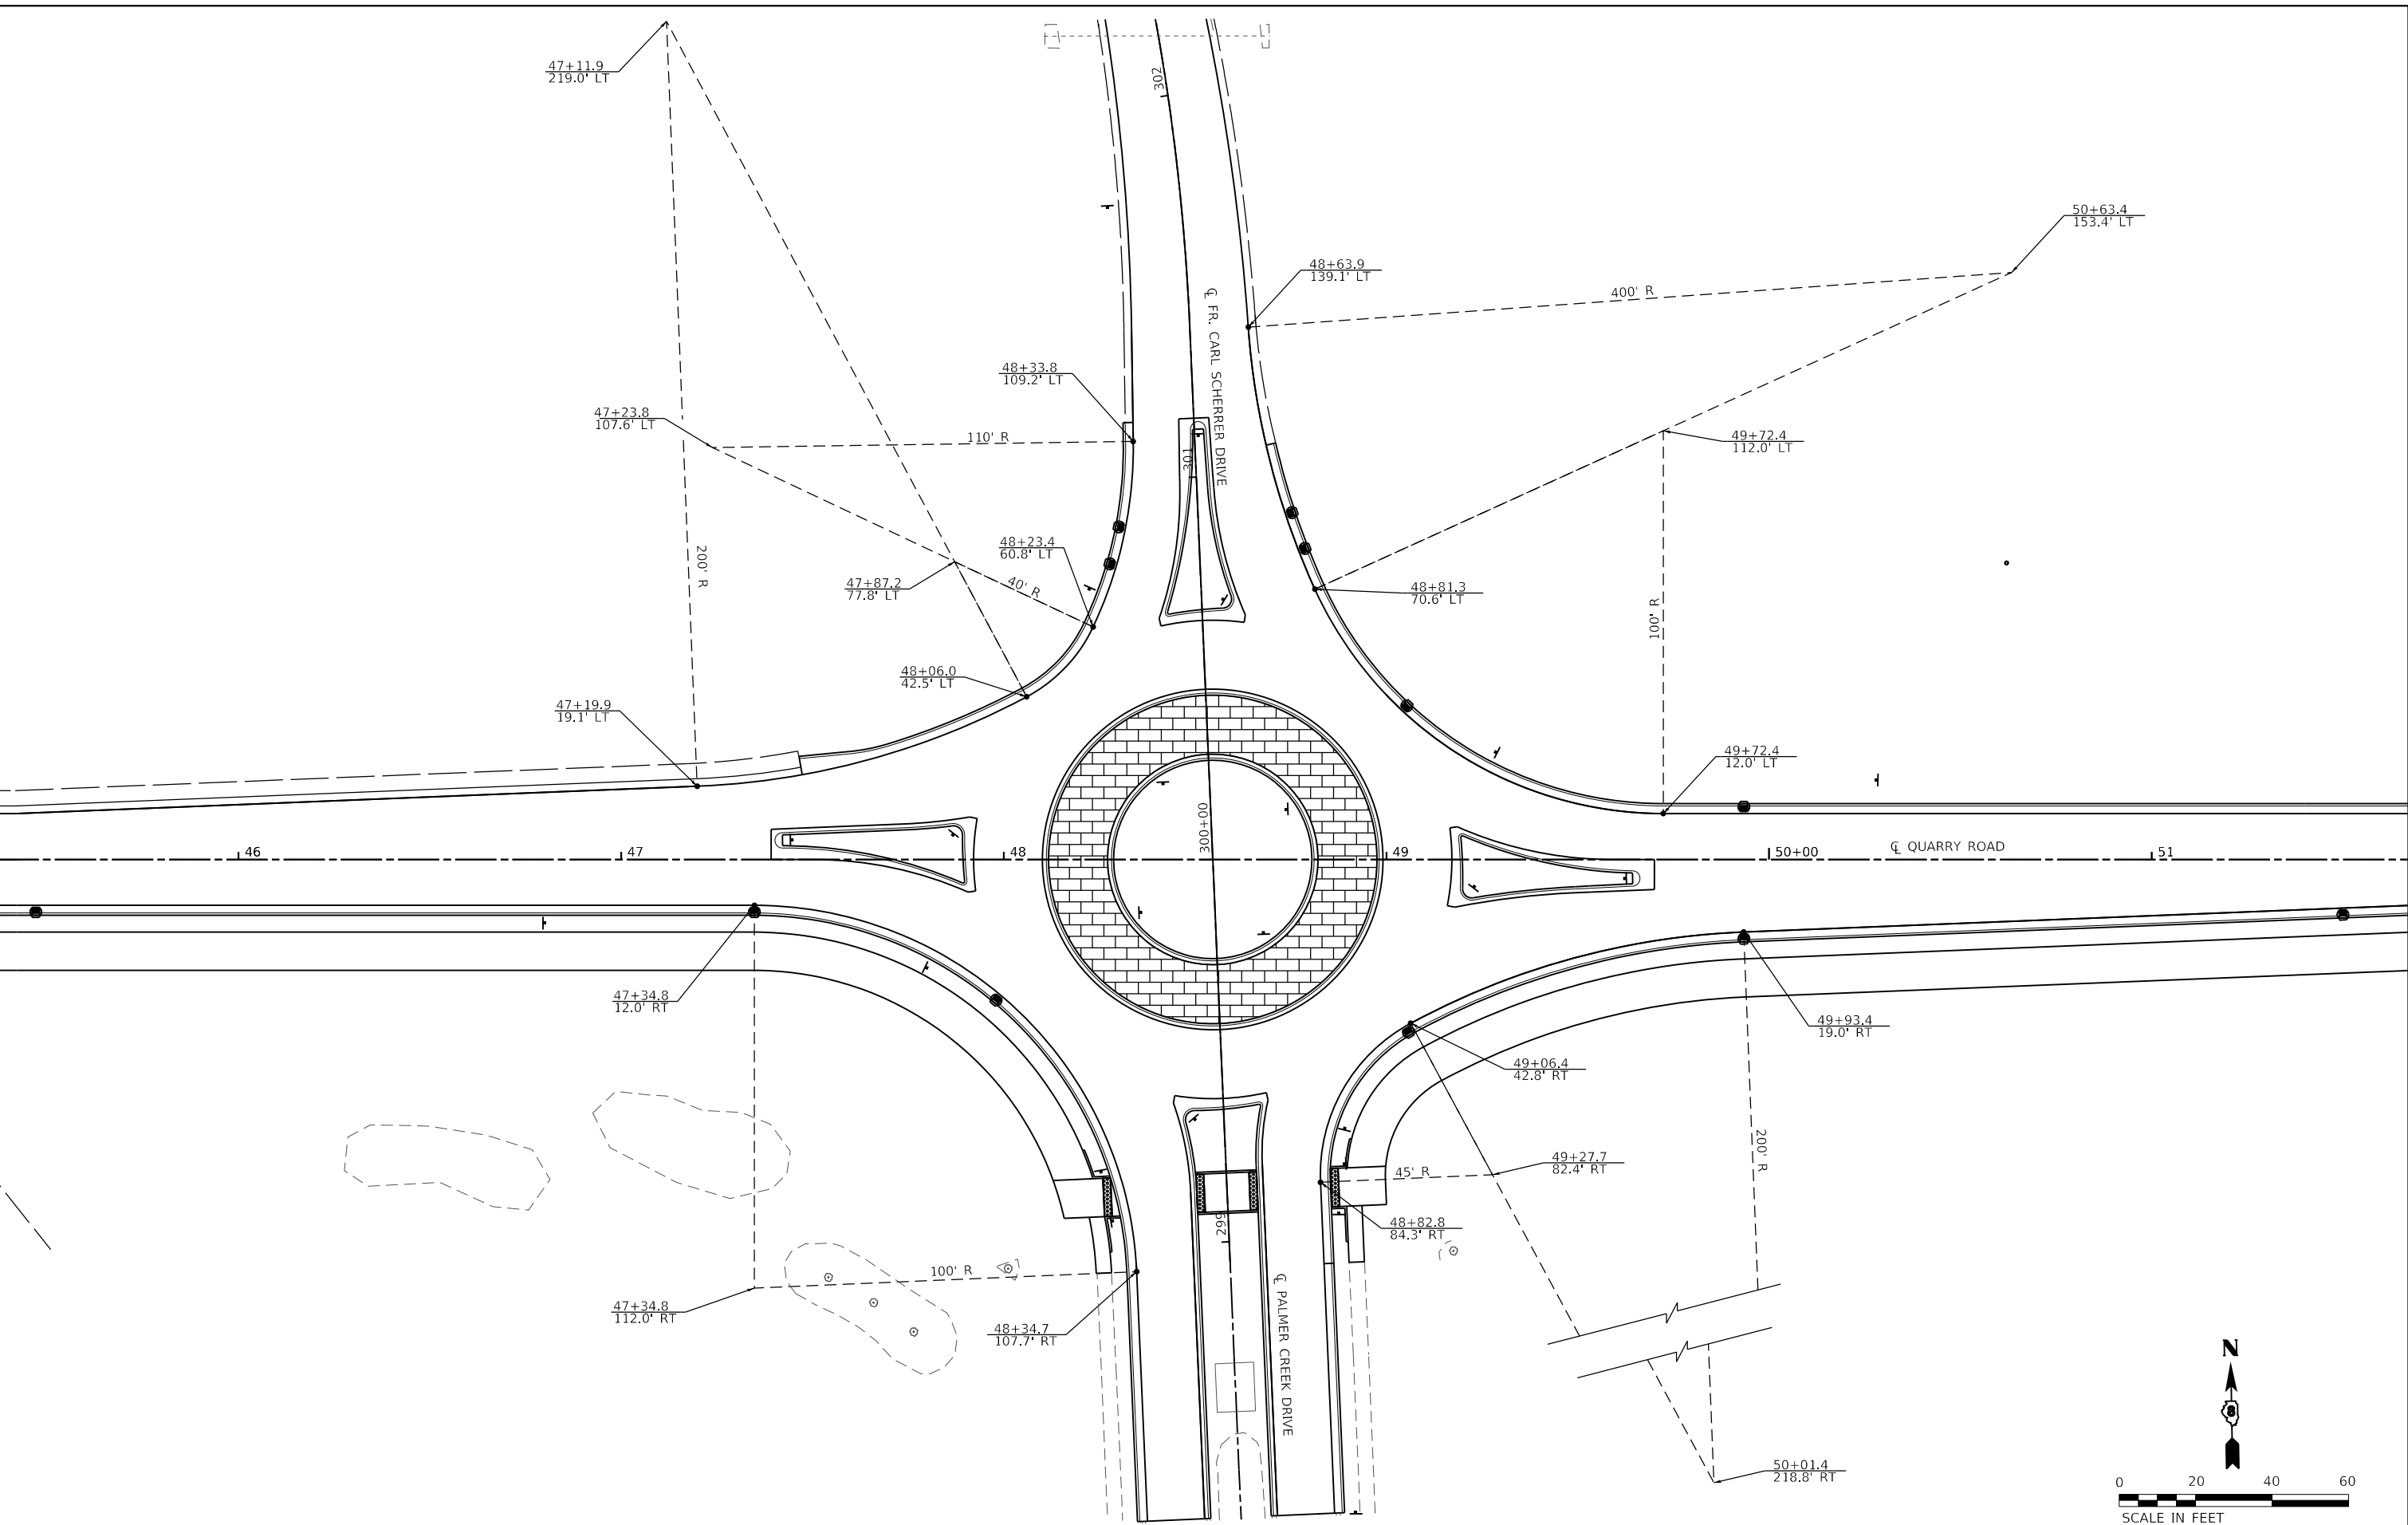 47+11.9
219.0' LT
302
50+63.4
153.4' LT
48+63.9
139.1' LT
400' R
℄ FR. CARL SCHERRER DRIVE
48+33.8
109.2' LT
47+23.8
107.6' LT
110' R
49+72.4
112.0' LT
301
200' R
48+23.4
60.8' LT
47+87.2
77.8' LT
40' R
48+81.3
70.6' LT
100' R
48+06.0
42.5' LT
47+19.9
19.1' LT
49+72.4
12.0' LT
300+00
46
47
48
49
50+00
℄ QUARRY ROAD
51
47+34.8
12.0' RT
49+93.4
19.0' RT
49+06.4
42.8' RT
200' R
49+27.7
82.4' RT
45' R
299
48+82.8
84.3' RT
100' R
47+34.8
112.0' RT
48+34.7
107.7' RT
℄ PALMER CREEK DRIVE
50+01.4
218.8' RT
N
8
0 20 40 60
SCALE IN FEET